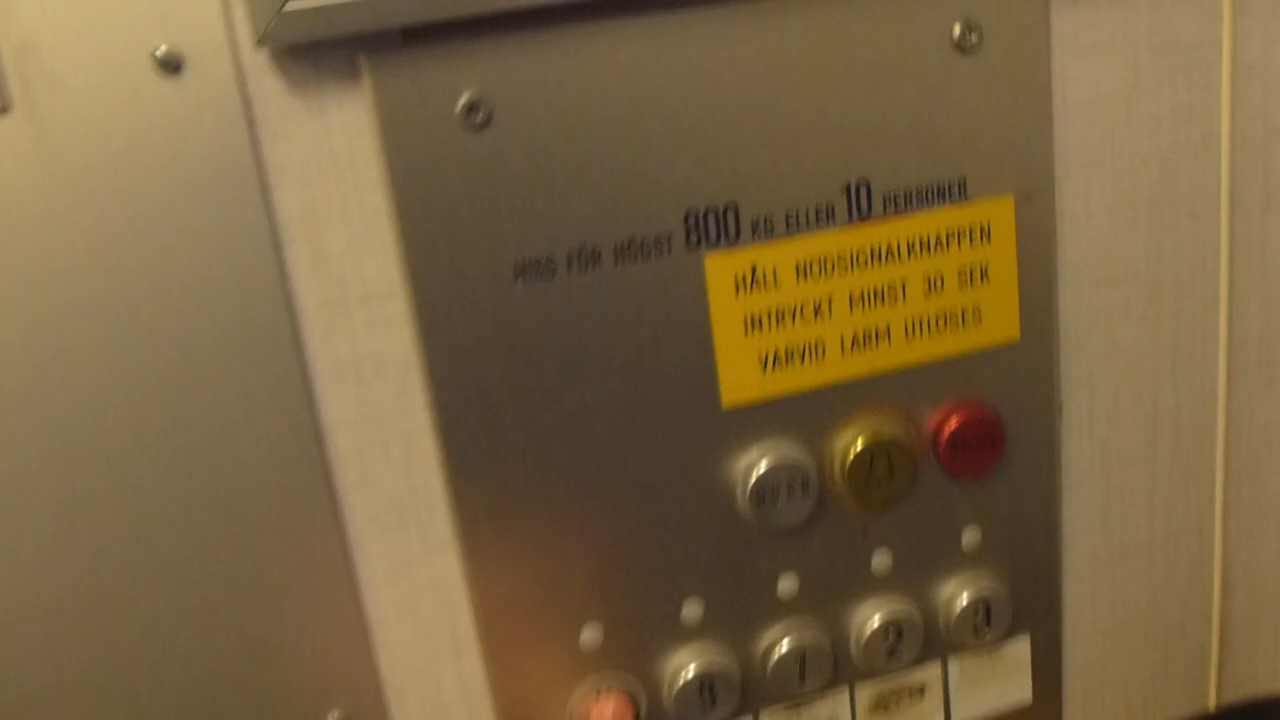 HISS FÖR HÖGST 800 KG ELLER 10 PERSONER
HÅLL NÖDSIGNALKNAPPEN
INTRYCKT MINST 30 SEK
VARVID LARM UTLÖSES
1 2 3